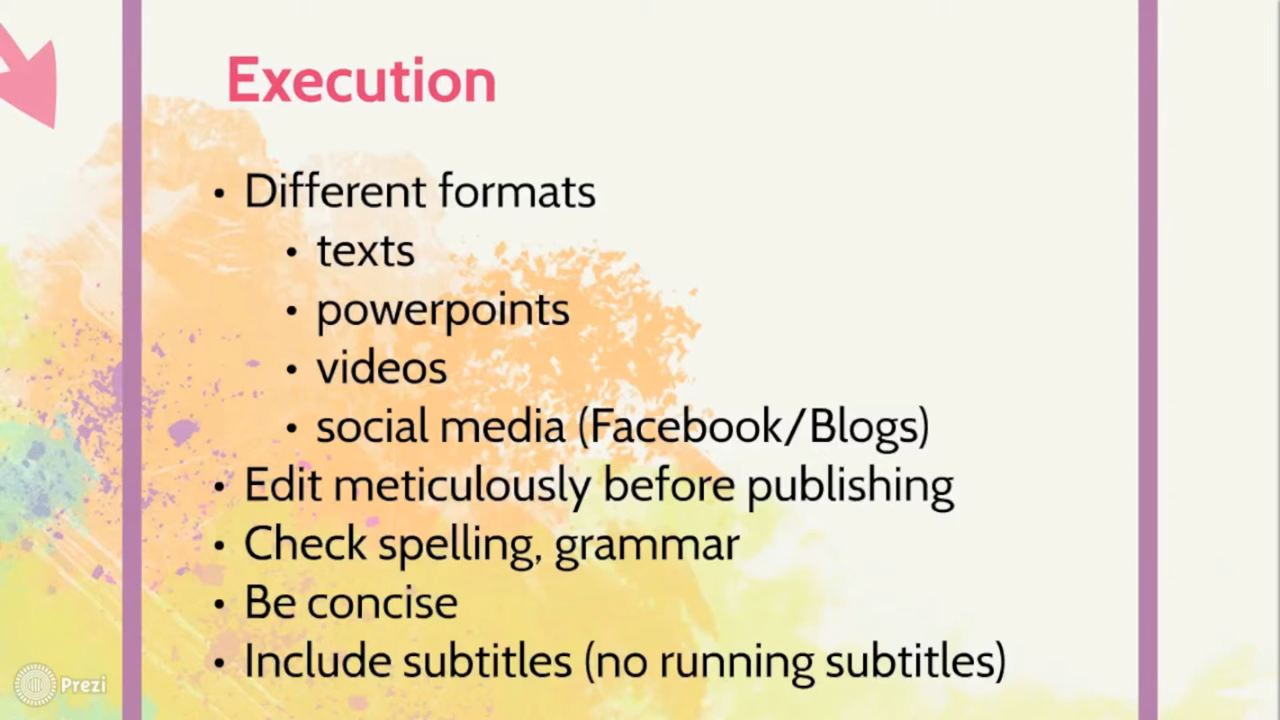 Execution
• Different formats
• texts
• powerpoints
• videos
• social media (Facebook/Blogs)
• Edit meticulously before publishing
• Check spelling, grammar
• Be concise
• Include subtitles (no running subtitles)
Prezi